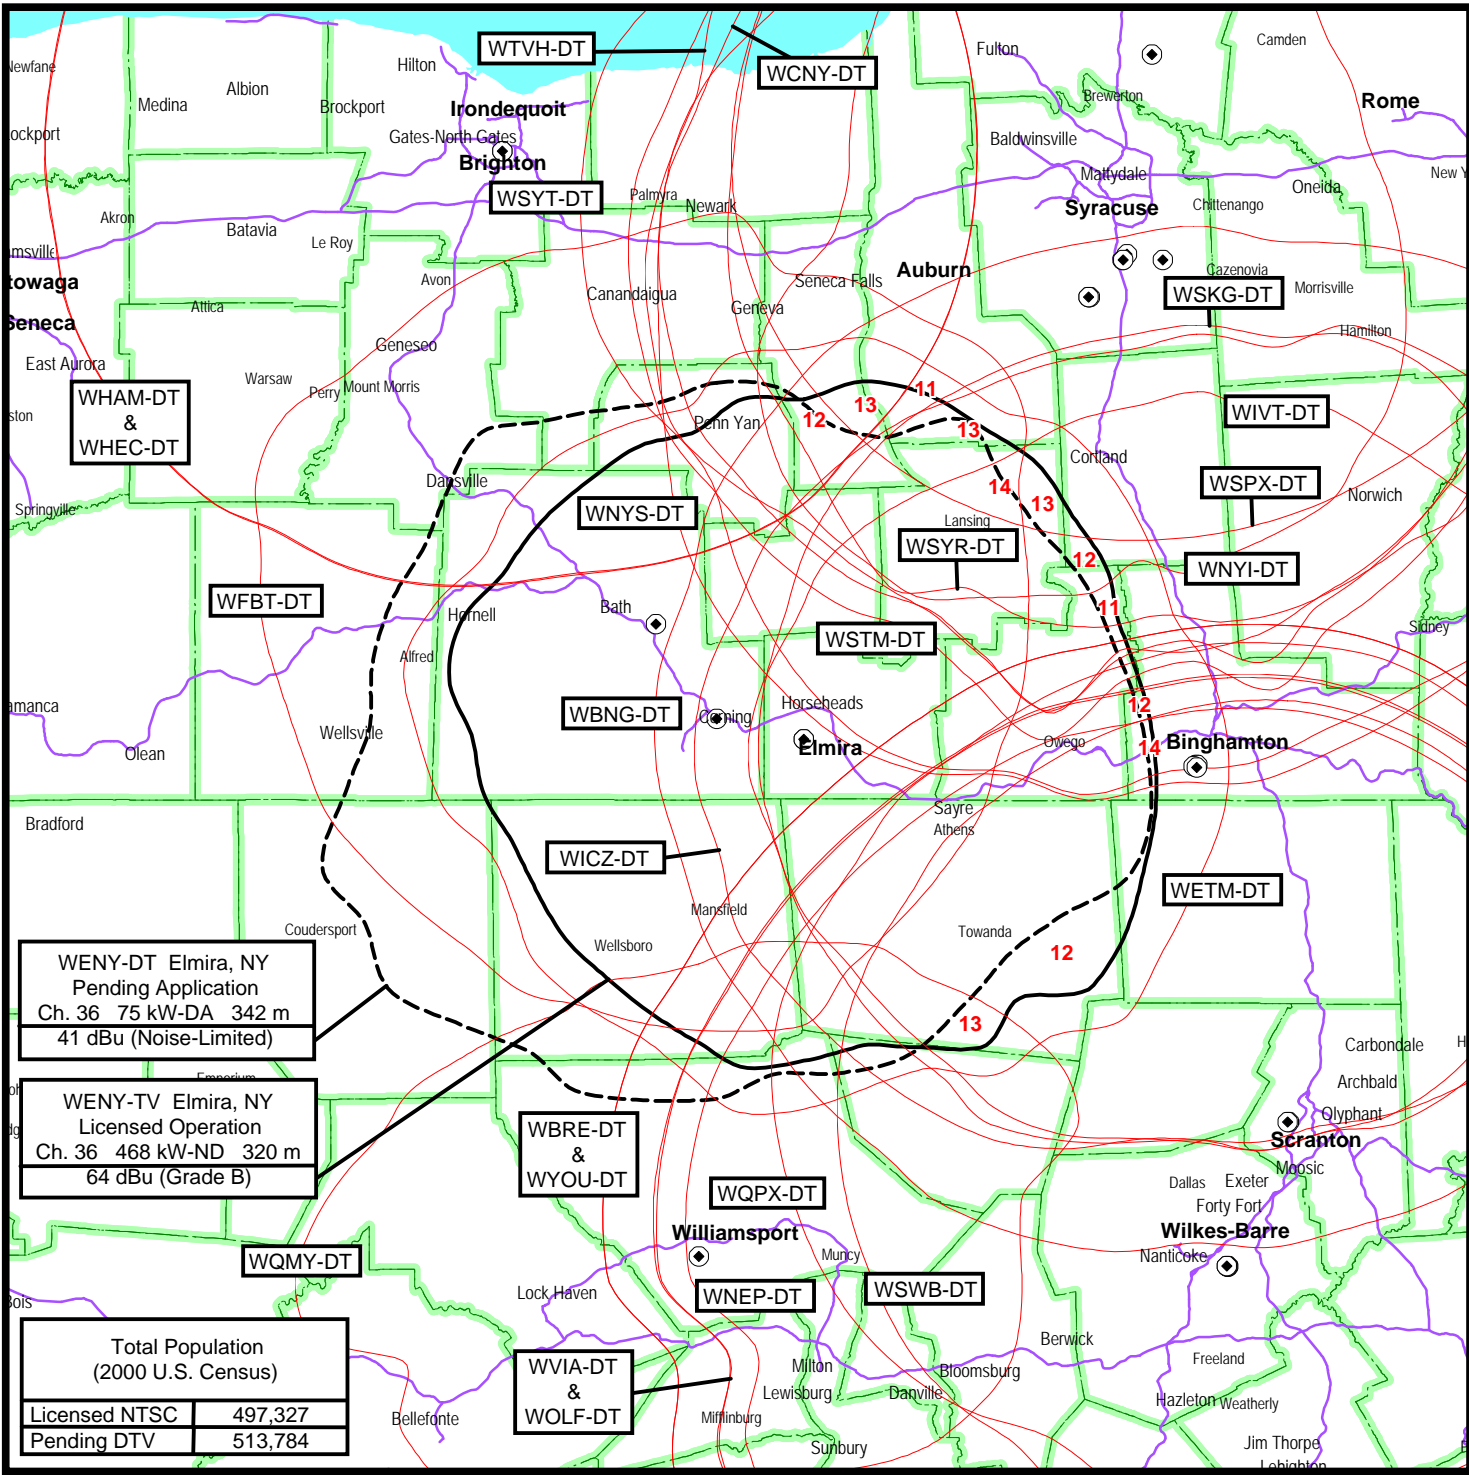 WTVH-DT
WCNY-DT
Fulton
Camden
Newfane
Hilton
Albion
Medina
Brockport
Irondequoit
Brewerton
Rome
ockport
Gates-North Gates
Brighton
Baldwinsville
Mattydale
Oneida
New Y
WSYT-DT
Palmyra
Newark
Syracuse
Chittenango
Akron
Batavia
Le Roy
msville
towaga
Avon
Auburn
Cazenovia
Seneca Falls
Canandaigua
Geneva
WSKG-DT
Morrisville
Attica
Seneca
Hamilton
Geneseo
East Aurora
Warsaw
Perry
Mount Morris
WHAM-DT
&
WHEC-DT
ston
11
13
12
13
Penn Yan
WIVT-DT
Cortland
Dansville
14
13
WSPX-DT
Norwich
Springville
WNYS-DT
Lansing
WSYR-DT
12
WNYI-DT
WFBT-DT
Hornell
Bath
11
Sidney
WSTM-DT
Alfred
amanca
WBNG-DT
Corning
Horseheads
12
Wellsville
Olean
Elmira
Owego
14
Binghamton
Bradford
Sayre
Athens
WICZ-DT
WETM-DT
Mansfield
Coudersport
Wellsboro
Towanda
12
WENY-DT Elmira, NY
Pending Application
Ch. 36 75 kW-DA 342 m
41 dBu (Noise-Limited)
13
Carbondale
H
Emporium
Archbald
WENY-TV Elmira, NY
Licensed Operation
Ch. 36 468 kW-ND 320 m
64 dBu (Grade B)
Olyphant
Scranton
WBRE-DT
&
WYOU-DT
Moosic
Dallas
Exeter
WQPX-DT
Forty Fort
Williamsport
Wilkes-Barre
Muncy
Nanticoke
WQMY-DT
Lock Haven
WNEP-DT
WSWB-DT
Bois
Total Population
(2000 U.S. Census)
Licensed NTSC 497,327
Pending DTV 513,784
WVIA-DT
&
WOLF-DT
Berwick
Milton
Bloomsburg
Freeland
Lewisburg
Danville
Hazleton
Weatherly
Bellefonte
Mifflinburg
Sunbury
Jim Thorpe
Lehighton